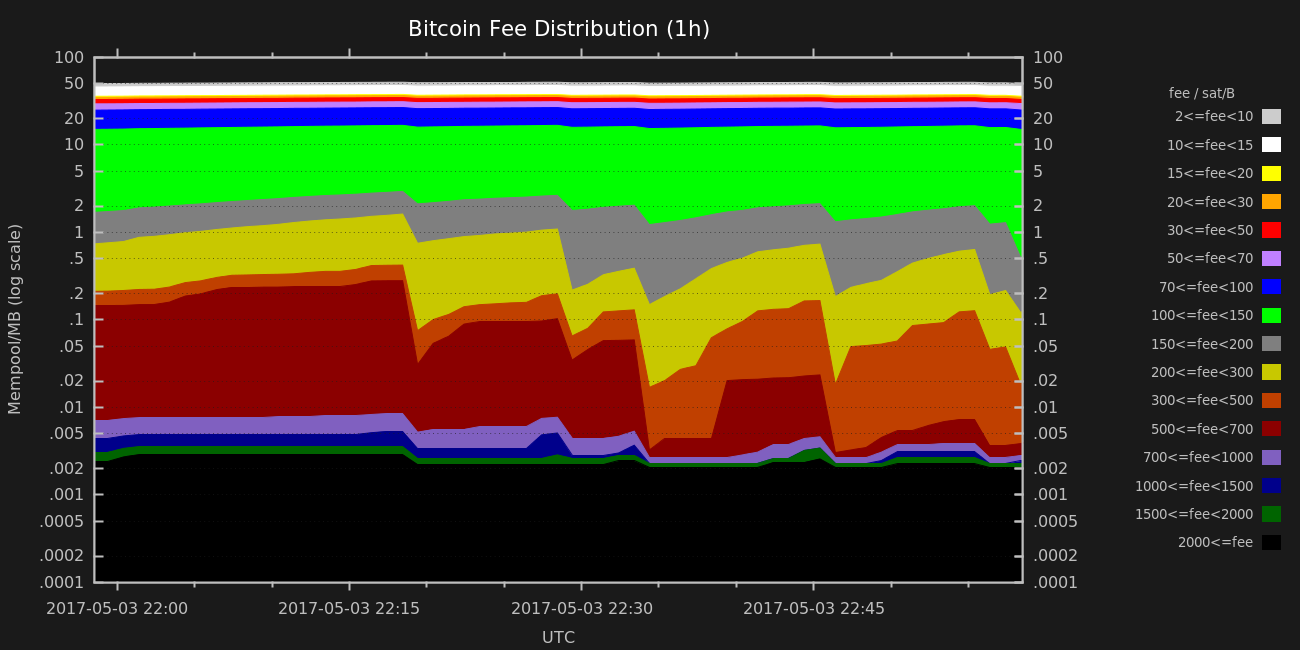 Bitcoin Fee Distribution (1h)
Mempool/MB (log scale)
100
50
20
10
5
2
1
.5
.2
.1
.05
.02
.01
.005
.002
.001
.0005
.0002
.0001
100
50
20
10
5
2
1
.5
.2
.1
.05
.02
.01
.005
.002
.001
.0005
.0002
.0001
2017-05-03 22:00 2017-05-03 22:15 2017-05-03 22:30 2017-05-03 22:45
UTC
fee / sat/B
2<=fee<10
10<=fee<15
15<=fee<20
20<=fee<30
30<=fee<50
50<=fee<70
70<=fee<100
100<=fee<150
150<=fee<200
200<=fee<300
300<=fee<500
500<=fee<700
700<=fee<1000
1000<=fee<1500
1500<=fee<2000
2000<=fee